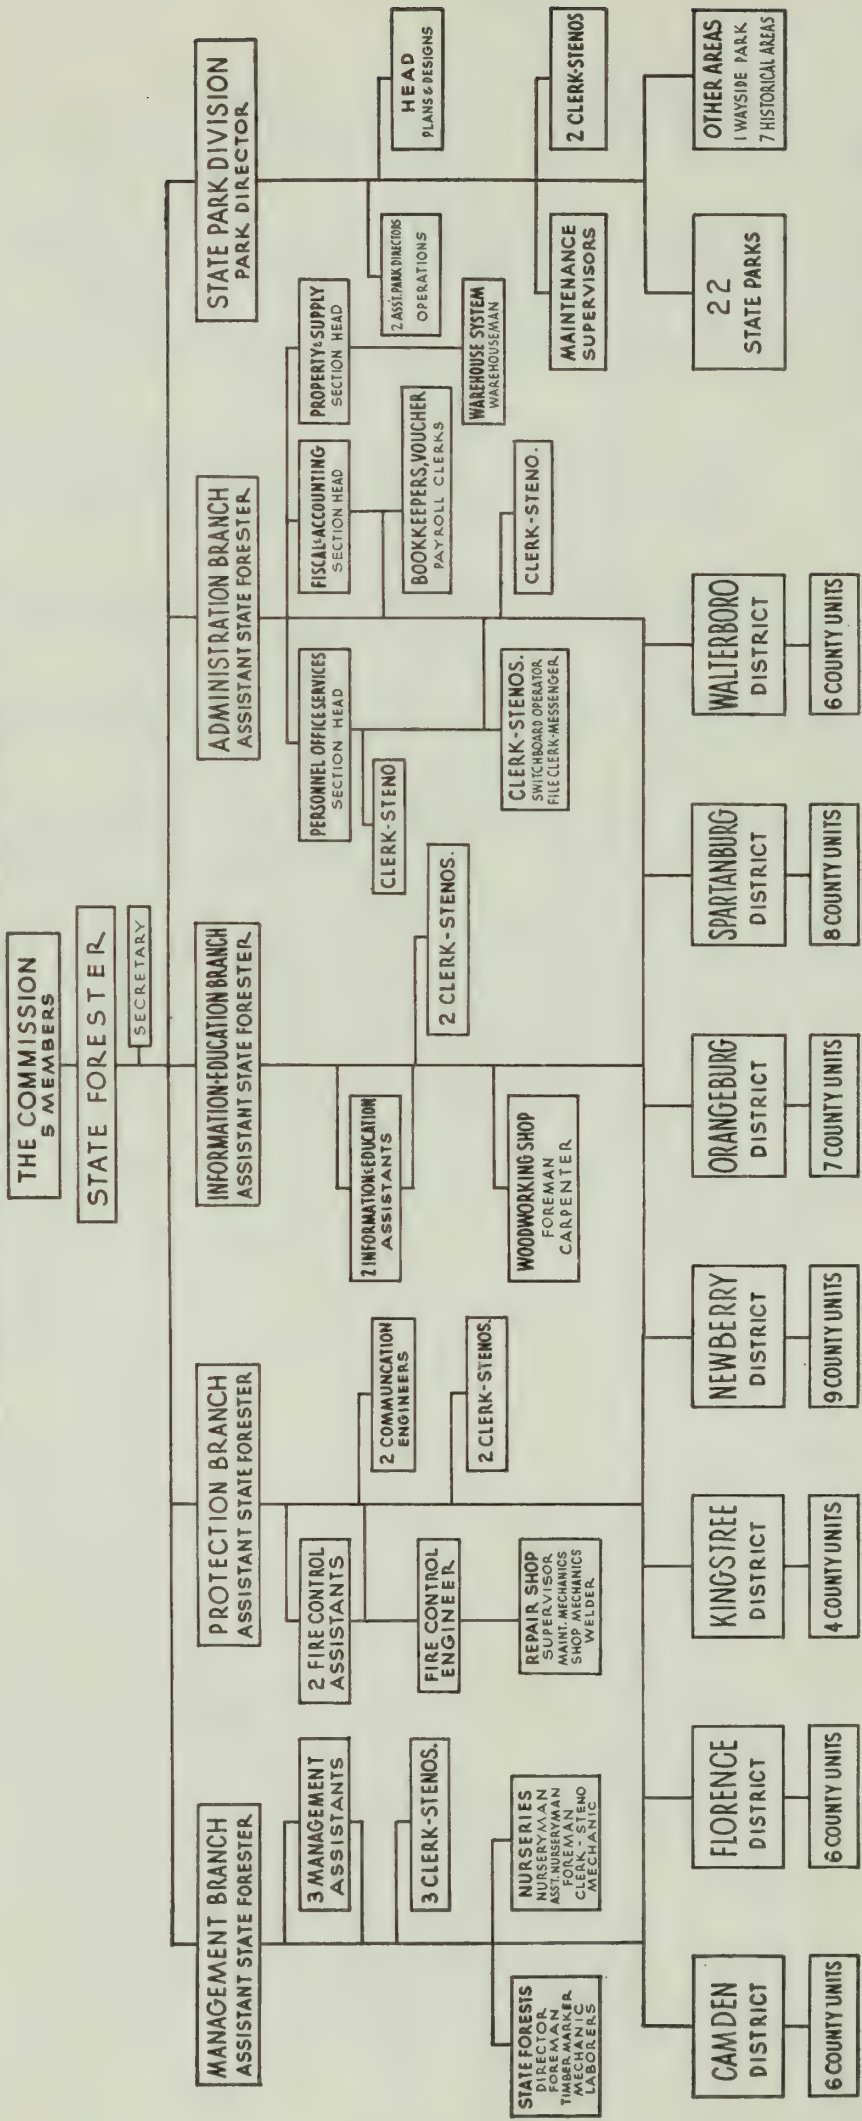 THE COMMISSION
5 MEMBERS
STATE FORESTER
SECRETARY
MANAGEMENT BRANCH
ASSISTANT STATE FORESTER
PROTECTION BRANCH
ASSISTANT STATE FORESTER
INFORMATION-EDUCATION BRANCH
ASSISTANT STATE FORESTER
ADMINISTRATION BRANCH
ASSISTANT STATE FORESTER
STATE PARK DIVISION
PARK DIRECTOR
3 MANAGEMENT
ASSISTANTS
3 CLERK-STENOS.
STATE FORESTS
DIRECTOR
FOREMAN
TIMBER MARKER
MECHANIC
LABORERS
NURSERIES
NURSERYMAN
ASST. NURSERYMAN
FOREMAN
CLERK - STENO
MECHANIC
2 FIRE CONTROL
ASSISTANTS
2 COMMUNCATION
ENGINEERS
FIRE CONTROL
ENGINEER
2 CLERK-STENOS.
REPAIR SHOP
SUPERVISOR
MAINT. MECHANICS
SHOP MECHANICS
WELDER
2 INFORMATION-EDUCATION
ASSISTANTS
2 CLERK-STENOS.
WOODWORKING SHOP
FOREMAN
CARPENTER
PERSONNEL OFFICE SERVICES
SECTION HEAD
FISCAL & ACCOUNTING
SECTION HEAD
PROPERTY & SUPPLY
SECTION HEAD
CLERK-STENO
BOOKKEEPERS, VOUCHER
PAYROLL CLERKS
WAREHOUSE SYSTEM
WAREHOUSEMAN
CLERK-STENOS.
SWITCHBOARD OPERATOR
FILE CLERK-MESSENGER
CLERK-STENO.
2 ASS'T. PARK DIRECTORS
OPERATIONS
HEAD
PLANS & DESIGNS
MAINTENANCE
SUPERVISORS
2 CLERK-STENOS
22
STATE PARKS
OTHER AREAS
1 WAYSIDE PARK
7 HISTORICAL AREAS
CAMDEN
DISTRICT
6 COUNTY UNITS
FLORENCE
DISTRICT
6 COUNTY UNITS
KINGSTREE
DISTRICT
4 COUNTY UNITS
NEWBERRY
DISTRICT
9 COUNTY UNITS
ORANGEBURG
DISTRICT
7 COUNTY UNITS
SPARTANBURG
DISTRICT
8 COUNTY UNITS
WALTERBORO
DISTRICT
6 COUNTY UNITS